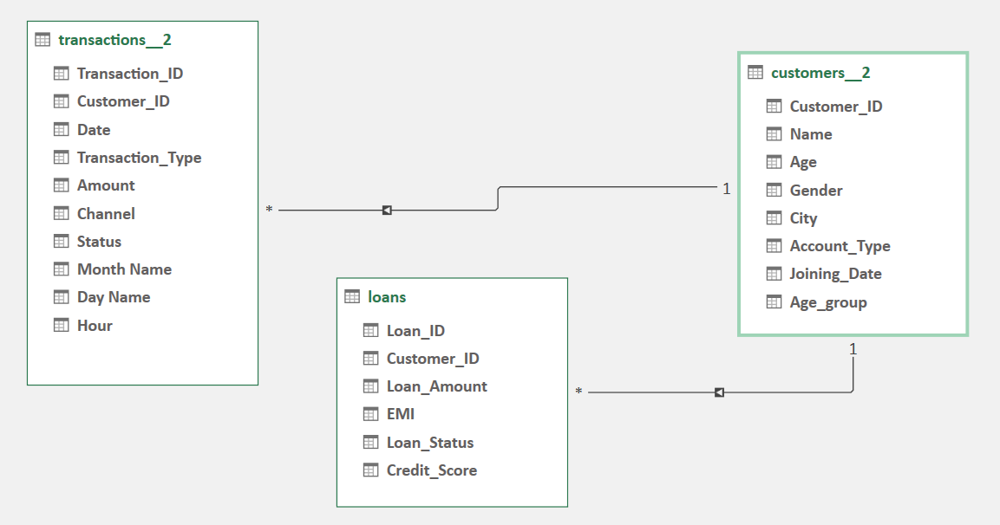 transactions__2
Transaction_ID
Customer_ID
Date
Transaction_Type
Amount
Channel
Status
Month Name
Day Name
Hour
*
1
customers__2
Customer_ID
Name
Age
Gender
City
Account_Type
Joining_Date
Age_group
1
*
loans
Loan_ID
Customer_ID
Loan_Amount
EMI
Loan_Status
Credit_Score